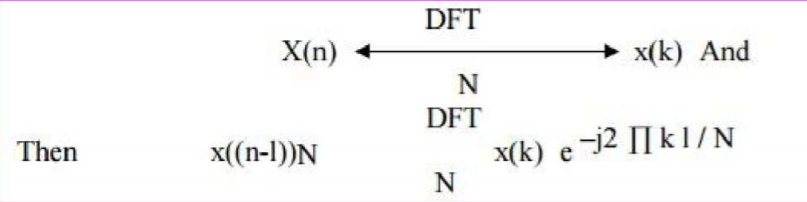 DFT
X(n) x(k) And
N
DFT
Then x((n-l))N x(k) e –j2 ∏ k l / N
N